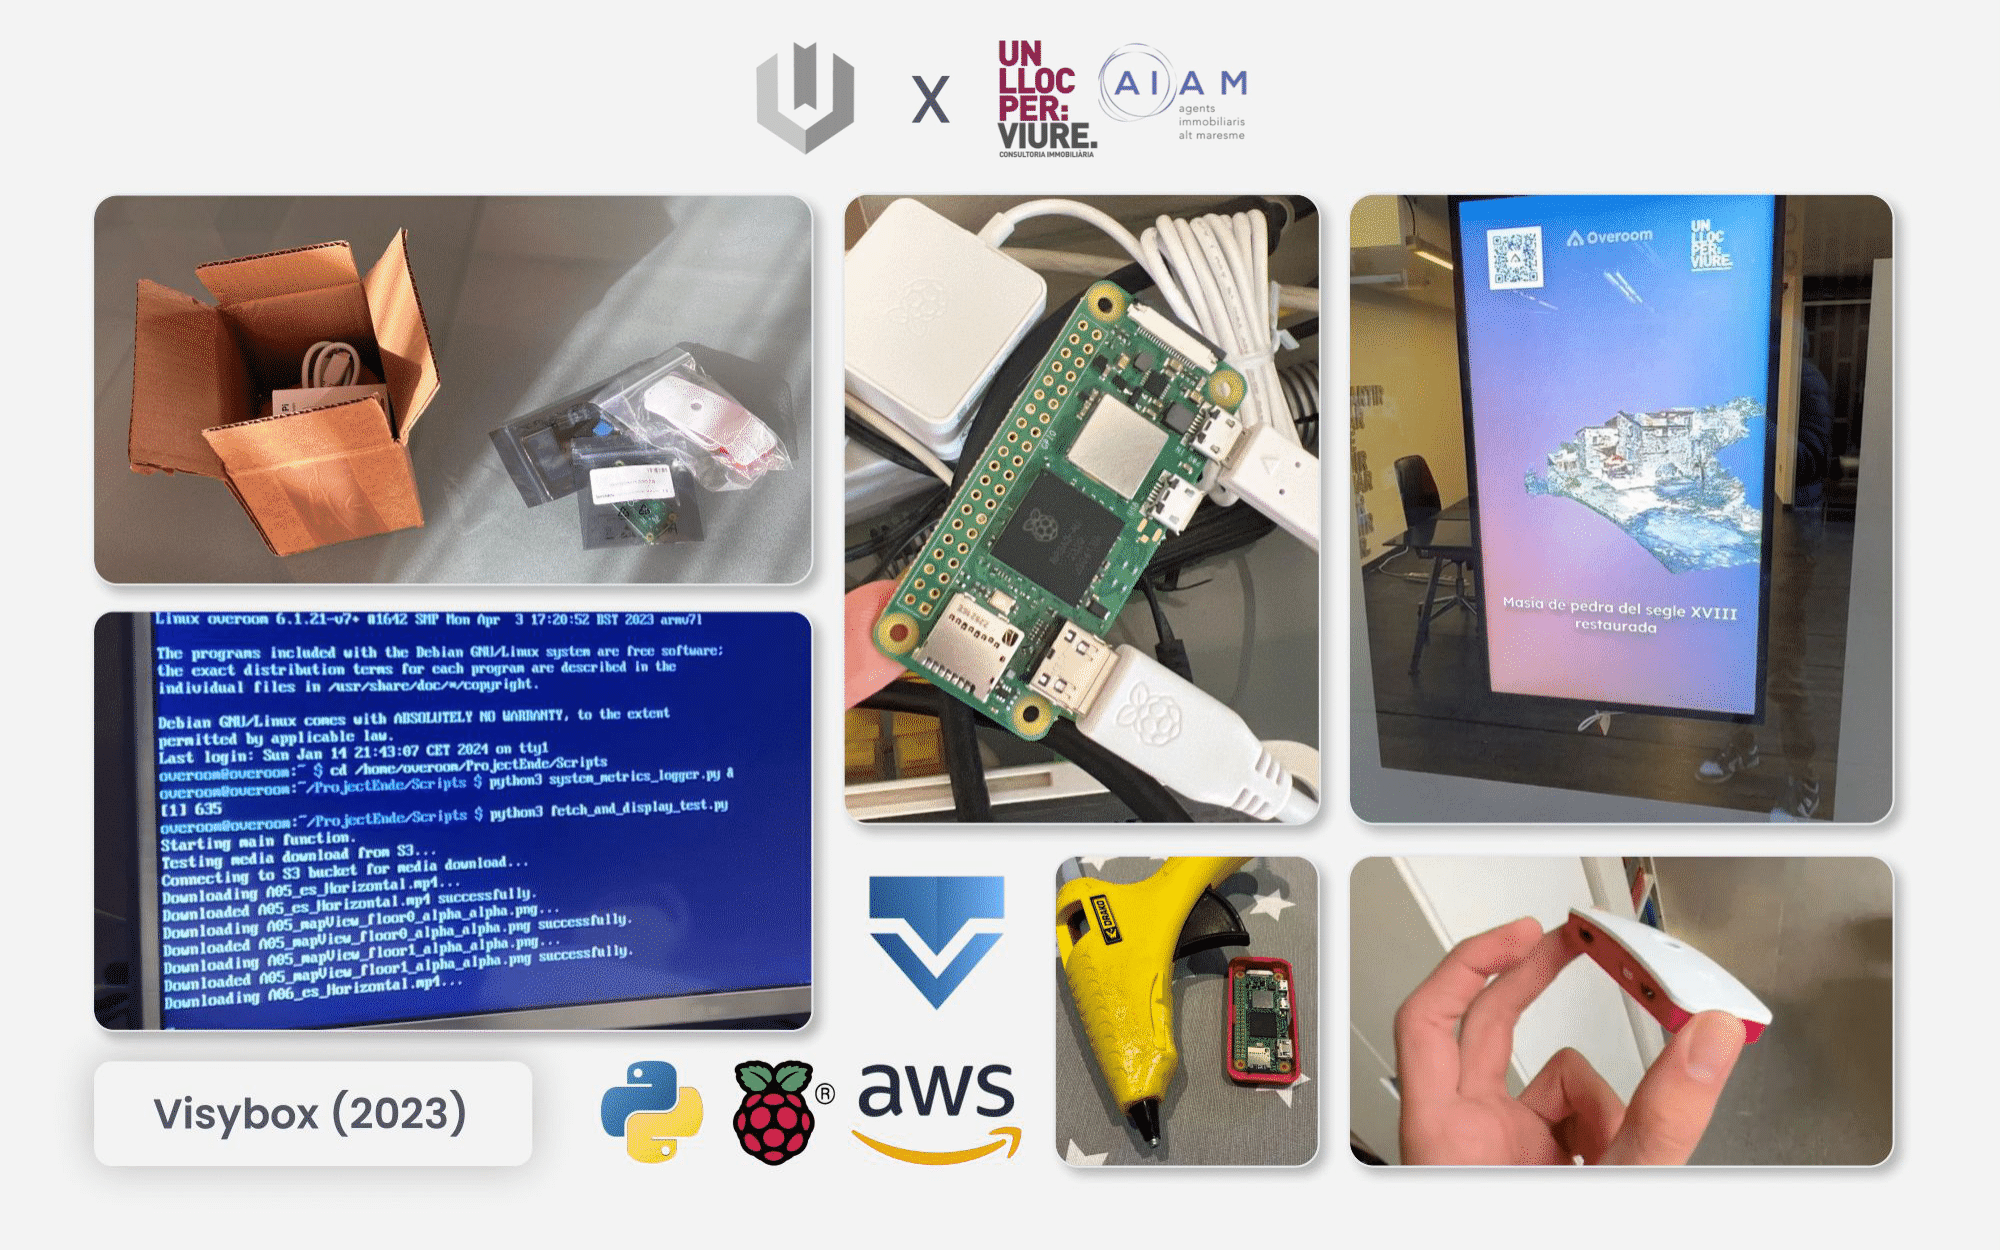 X
UN
LLOC
PER:
VIURE.
CONSULTORIA IMMOBILIÀRIA
AIAM
agents
immobiliaris
alt maresme
Overoom
UN
LLOC
PER:
VIURE.
Masía de pedra del segle XVIII
restaurada
Linux overoom 6.1.21-v7+ #1642 SMP Mon Apr  3 17:20:52 BST 2023 armv7l
The programs included with the Debian GNU/Linux system are free software;
the exact distribution terms for each program are described in the
individual files in /usr/share/doc/*/copyright.
Debian GNU/Linux comes with ABSOLUTELY NO WARRANTY, to the extent
permitted by applicable law.
Last login: Sun Jan 14 21:43:07 CET 2024 on tty1
overoom@overoom:~ $ cd /home/overoom/ProjectEnde/Scripts
overoom@overoom:~/ProjectEnde/Scripts $ python3 system_metrics_logger.py &
[1] 635
overoom@overoom:~/ProjectEnde/Scripts $ python3 fetch_and_display_test.py
Starting main function.
Testing media download from S3...
Connecting to S3 bucket for media download...
Downloading A05_es_Horizontal.mp4...
Downloaded A05_es_Horizontal.mp4 successfully.
Downloading A05_mapView_floor0_alpha_alpha.png...
Downloaded A05_mapView_floor0_alpha_alpha.png successfully.
Downloading A05_mapView_floor1_alpha_alpha.png...
Downloaded A05_mapView_floor1_alpha_alpha.png successfully.
Downloading A06_es_Horizontal.mp4...
DRAKO
Visybox (2023)
®
aws